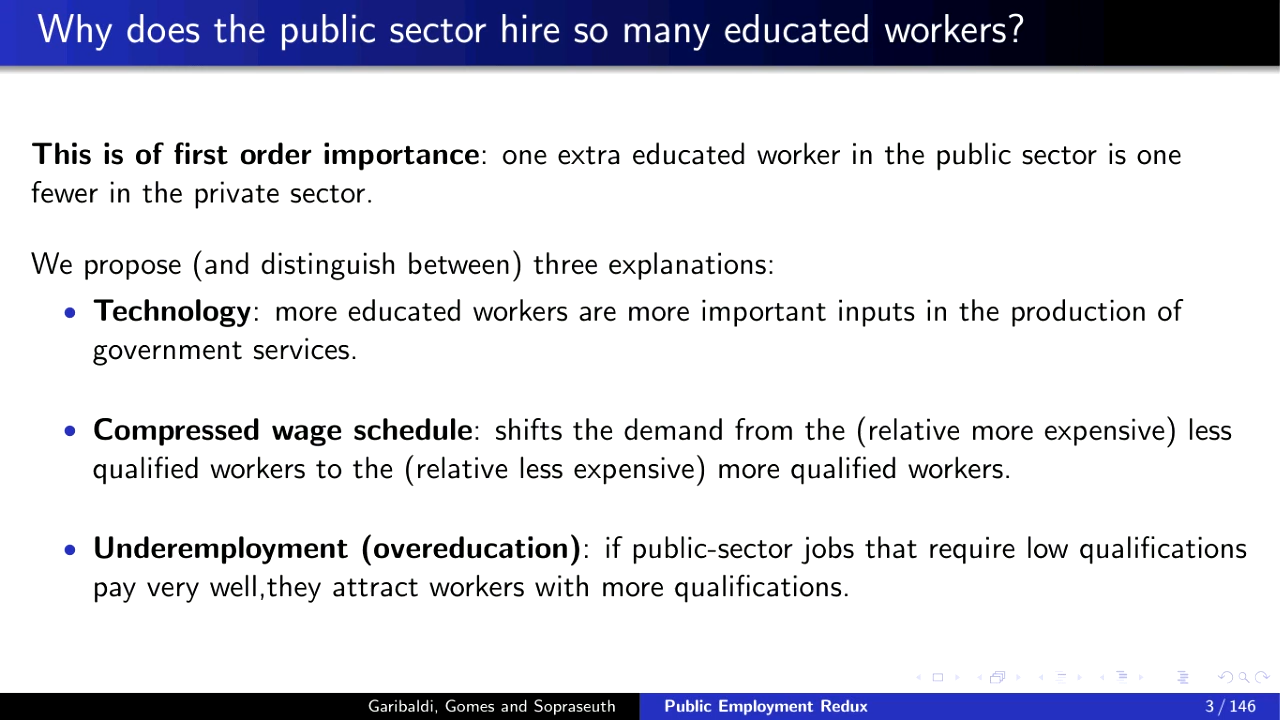 Why does the public sector hire so many educated workers?
This is of first order importance: one extra educated worker in the public sector is one
fewer in the private sector.
We propose (and distinguish between) three explanations:
• Technology: more educated workers are more important inputs in the production of
government services.
• Compressed wage schedule: shifts the demand from the (relative more expensive) less
qualified workers to the (relative less expensive) more qualified workers.
• Underemployment (overeducation): if public-sector jobs that require low qualifications
pay very well,they attract workers with more qualifications.
Garibaldi, Gomes and Sopraseuth Public Employment Redux 3 / 146